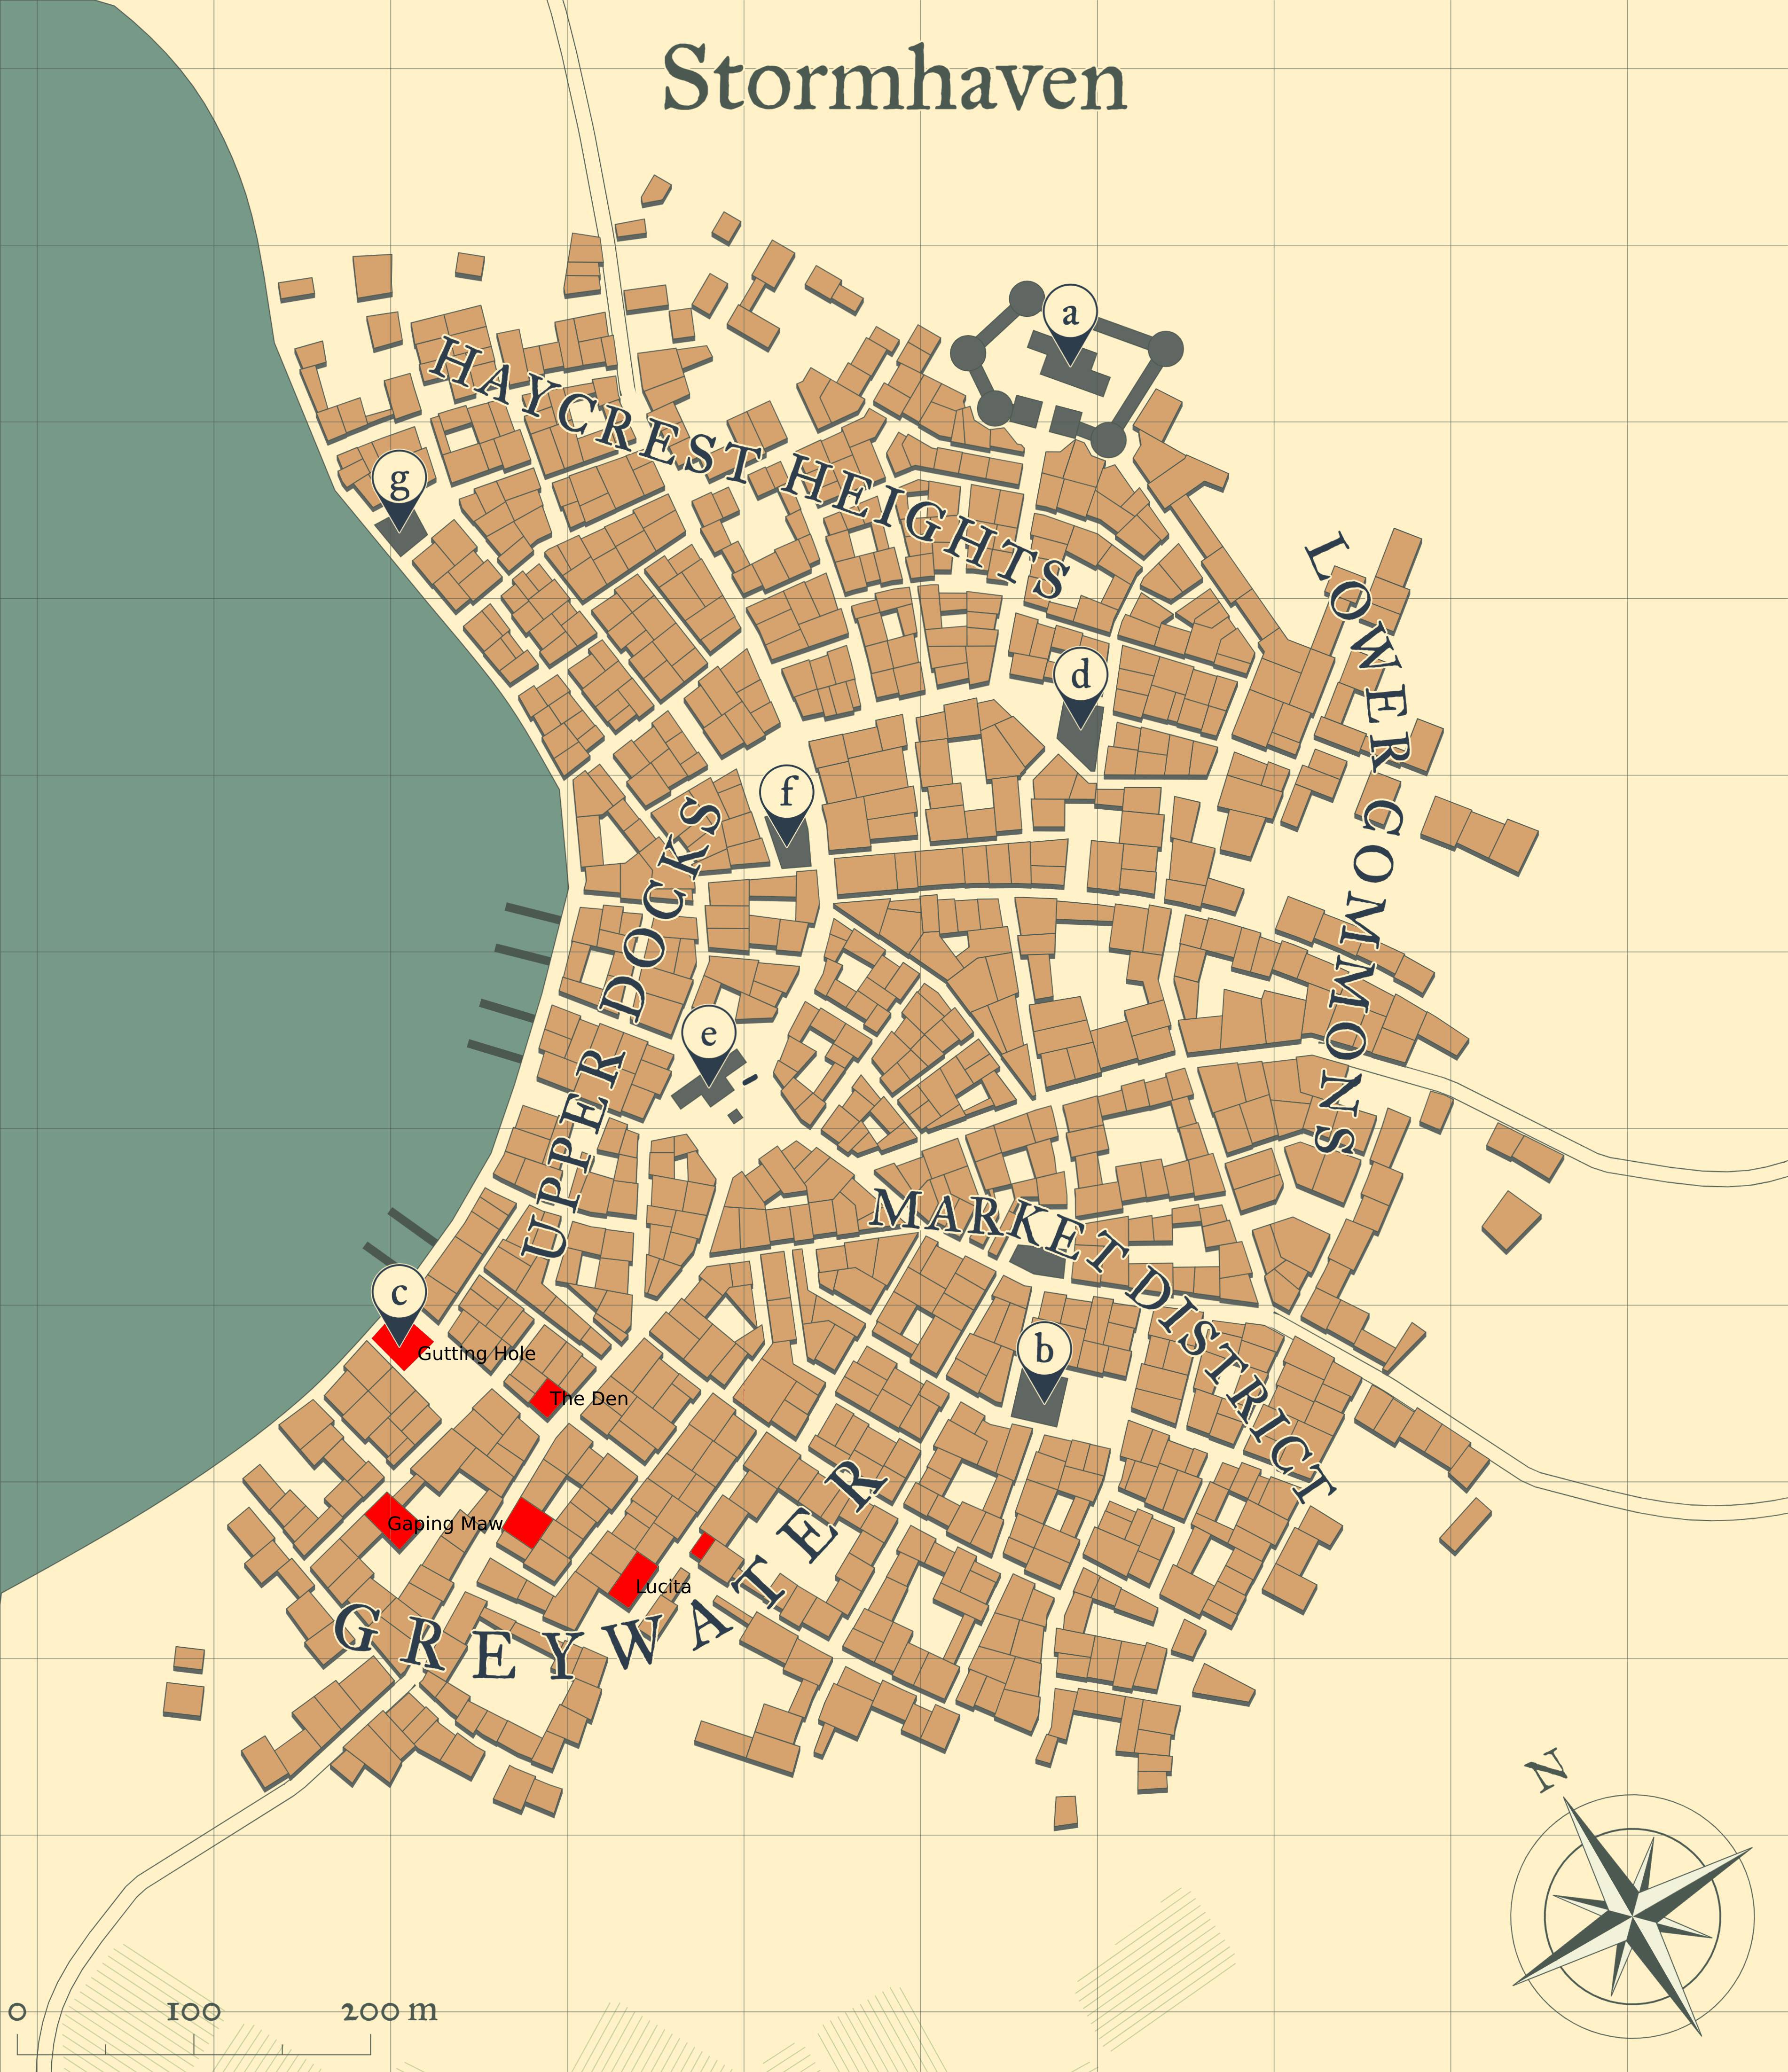 Stormhaven
a
HAYCREST HEIGHTS
g
LOWER COMMONS
d
f
UPPER DOCKS
e
MARKET DISTRICT
c
Gutting Hole
b
The Den
Gaping Maw
Lucita
GREYWATER
N
0 100 200 m